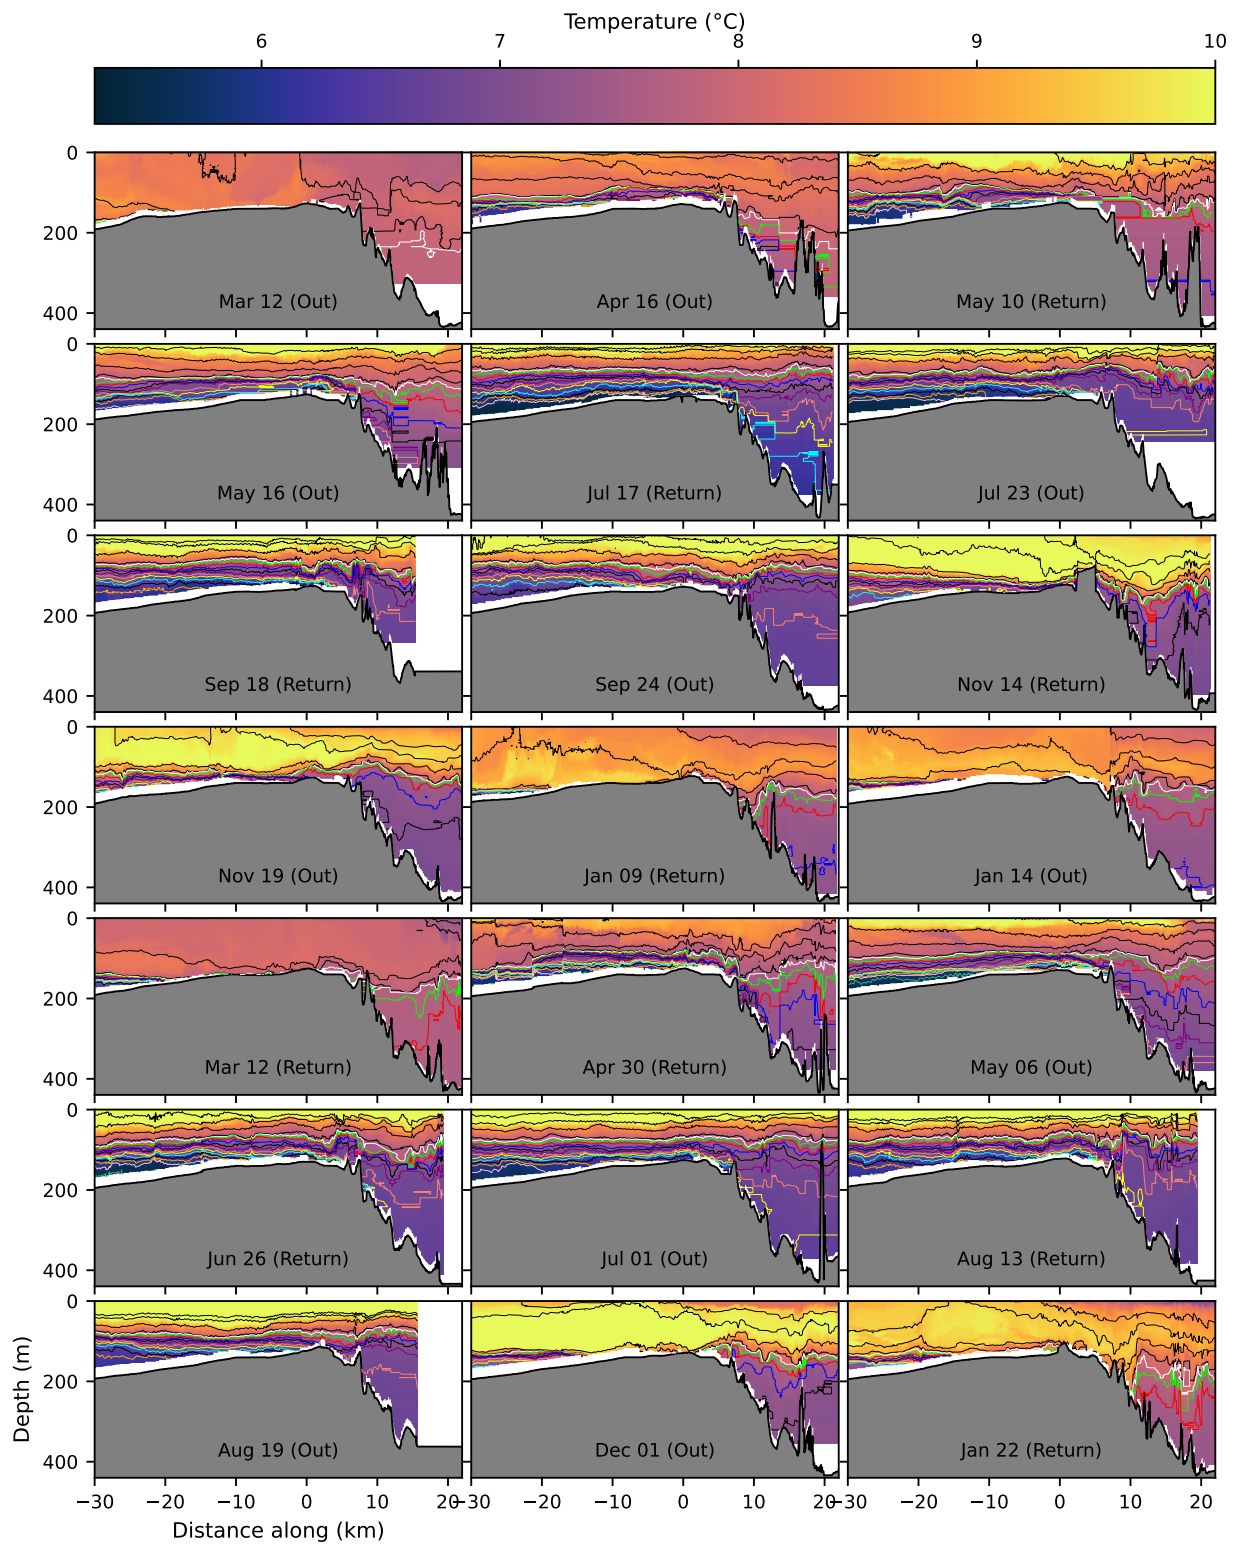 Temperature (°C)
6 7 8 9 10
0
200
400
Mar 12 (Out) Apr 16 (Out) May 10 (Return)
0
200
400
May 16 (Out) Jul 17 (Return) Jul 23 (Out)
0
200
400
Sep 18 (Return) Sep 24 (Out) Nov 14 (Return)
0
200
400
Nov 19 (Out) Jan 09 (Return) Jan 14 (Out)
0
200
400
Mar 12 (Return) Apr 30 (Return) May 06 (Out)
0
200
400
Jun 26 (Return) Jul 01 (Out) Aug 13 (Return)
0
200
400
Depth (m)
Aug 19 (Out) Dec 01 (Out) Jan 22 (Return)
−30 −20 −10 0 10 20 −30 −20 −10 0 10 20 −30 −20 −10 0 10 20
Distance along (km)